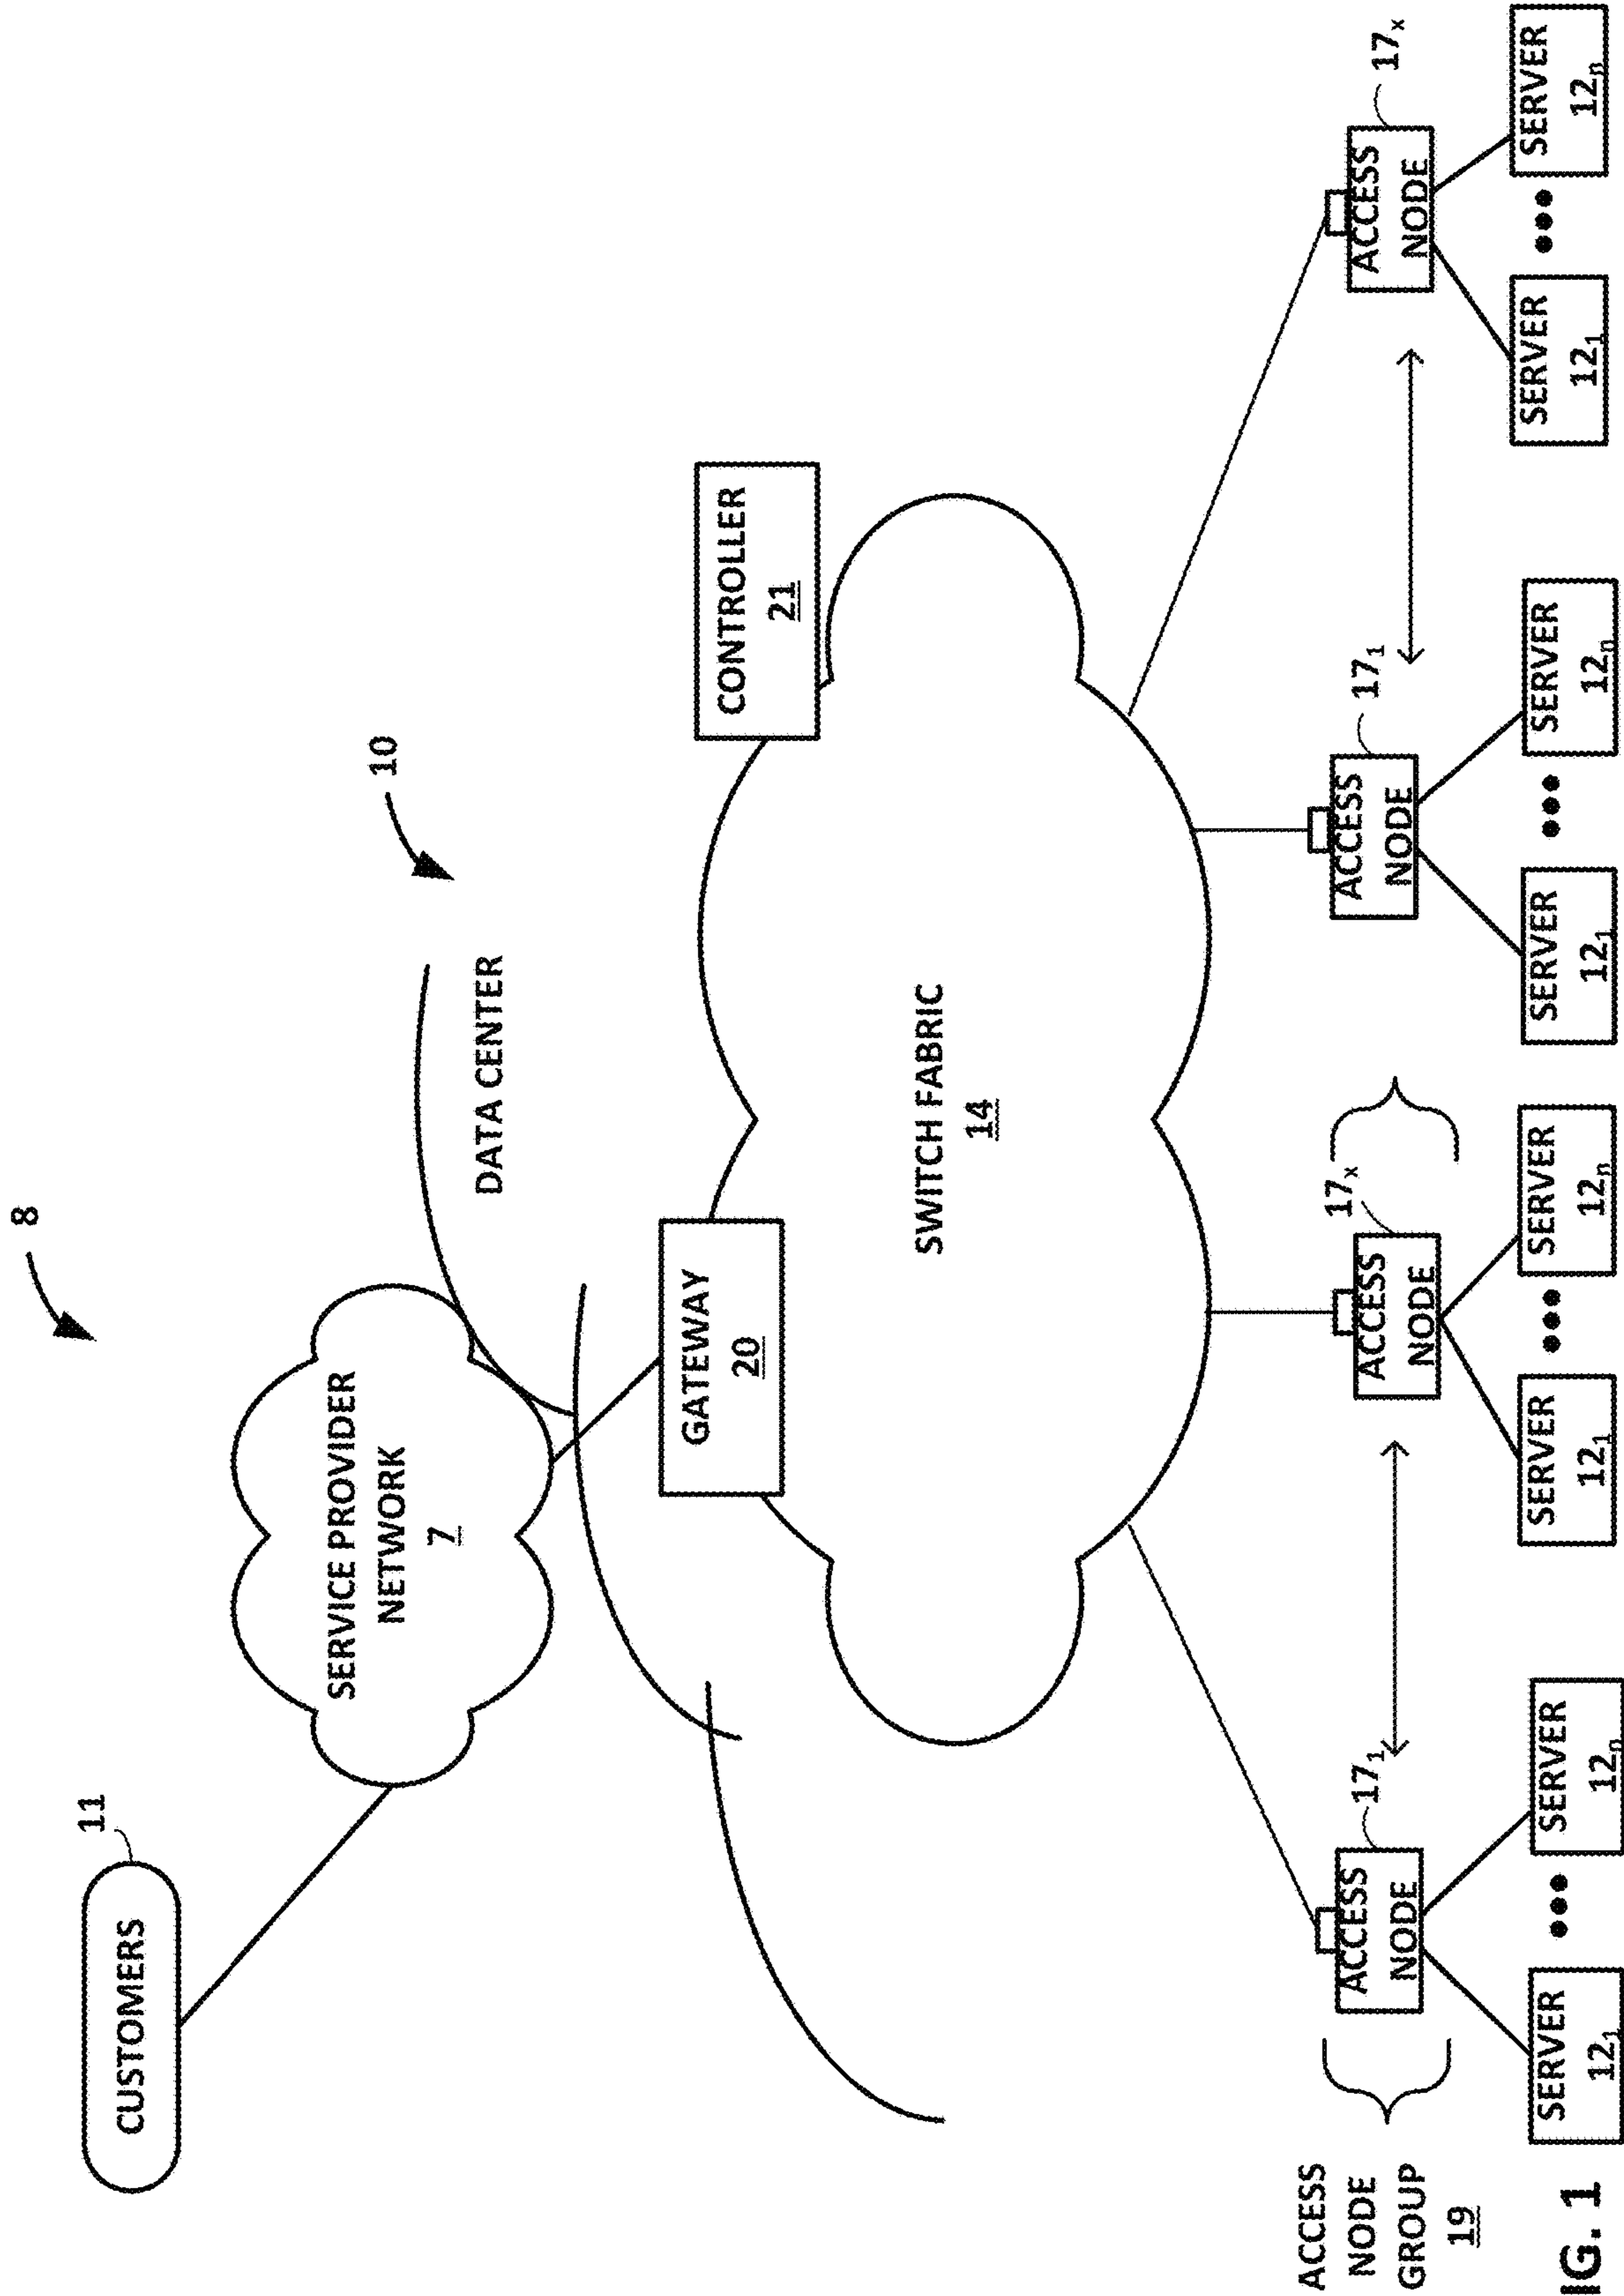 8
CUSTOMERS
11
SERVICE PROVIDER
NETWORK
7
10
DATA CENTER
GATEWAY
20
CONTROLLER
21
SWITCH FABRIC
14
ACCESS
NODE
GROUP
19
ACCESS
NODE
17₁
ACCESS
NODE
17ₓ
ACCESS
NODE
17₁
ACCESS
NODE
17ₓ
SERVER
12₁
•••
SERVER
12ₙ
SERVER
12₁
•••
SERVER
12ₙ
SERVER
12₁
•••
SERVER
12ₙ
SERVER
12₁
•••
SERVER
12ₙ
IG. 1